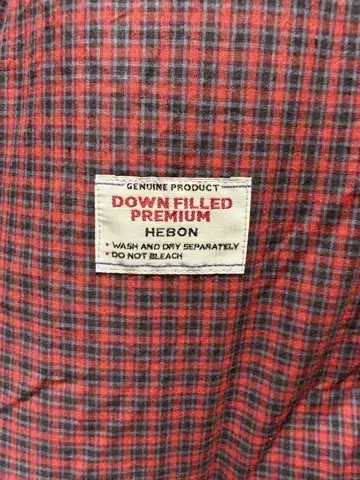 GENUINE PRODUCT
DOWN FILLED
PREMIUM
HEBON
• WASH AND DRY SEPARATELY
• DO NOT BLEACH